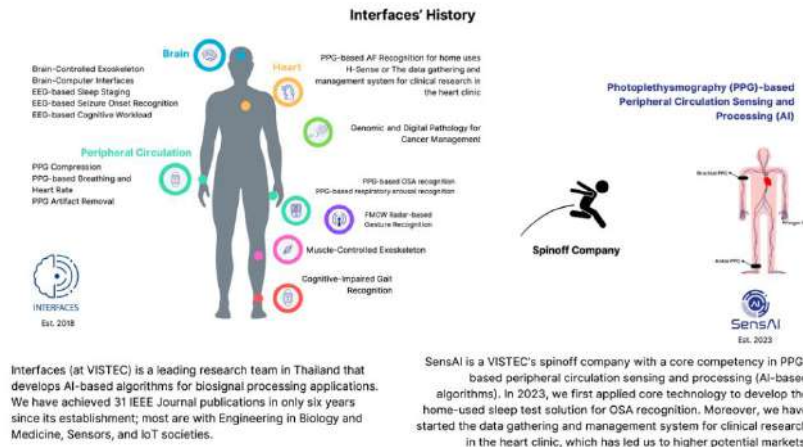 Interfaces' History
Brain
Brain-Controlled Exoskeleton
Brain-Computer Interfaces
EEG-based Sleep Staging
EEG-based Seizure Onset Recognition
EEG-based Cognitive Workload
Heart
PPG-based AF Recognition for home uses
H-Sense or The data gathering and
management system for clinical research in
the heart clinic
Genomic and Digital Pathology for
Cancer Management
Peripheral Circulation
PPG Compression
PPG-based Breathing and
Heart Rate
PPG Artifact Removal
PPG-based OSA recognition
PPG-based respiratory arousal recognition
FMCW Radar-based
Gesture Recognition
Muscle-Controlled Exoskeleton
Cognitive-Impaired Gait
Recognition
INTERFACES
Est. 2018
Spinoff Company
Photoplethysmography (PPG)-based
Peripheral Circulation Sensing and
Processing (AI)
Brachial PPG
Ankle PPG
AI
SensAI
Est. 2023
Interfaces (at VISTEC) is a leading research team in Thailand that
develops AI-based algorithms for biosignal processing applications.
We have achieved 31 IEEE Journal publications in only six years
since its establishment; most are with Engineering in Biology and
Medicine, Sensors, and IoT societies.
SensAI is a VISTEC's spinoff company with a core competency in PPG-
based peripheral circulation sensing and processing (AI-based
algorithms). In 2023, we first applied core technology to develop the
home-used sleep test solution for OSA recognition. Moreover, we have
started the data gathering and management system for clinical research
in the heart clinic, which has led us to higher potential markets